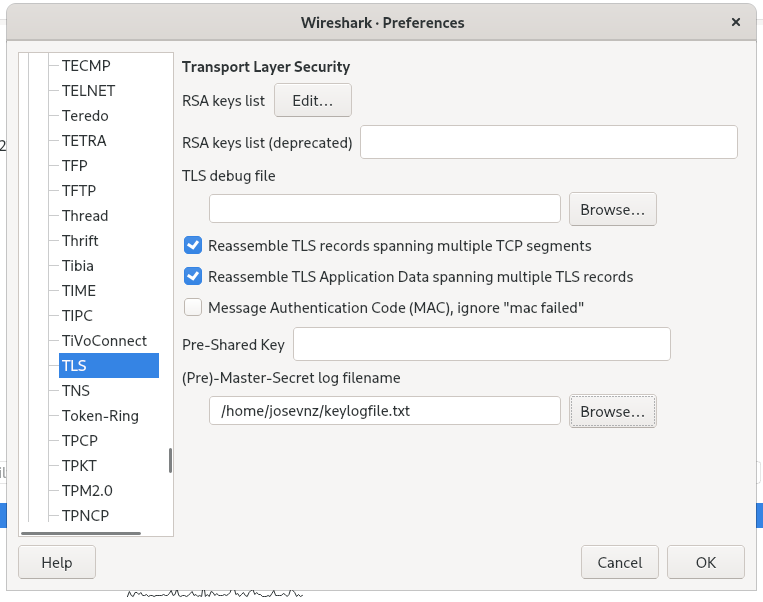 Wireshark · Preferences
×
TECMP
TELNET
Teredo
TETRA
TFP
TFTP
Thread
Thrift
Tibia
TIME
TIPC
TiVoConnect
TLS
TNS
Token-Ring
TPCP
TPKT
TPM2.0
TPNCP
Transport Layer Security
RSA keys list Edit...
RSA keys list (deprecated)
TLS debug file
Browse...
Reassemble TLS records spanning multiple TCP segments
Reassemble TLS Application Data spanning multiple TLS records
Message Authentication Code (MAC), ignore "mac failed"
Pre-Shared Key
(Pre)-Master-Secret log filename
/home/josevnz/keylogfile.txt Browse...
Help Cancel OK